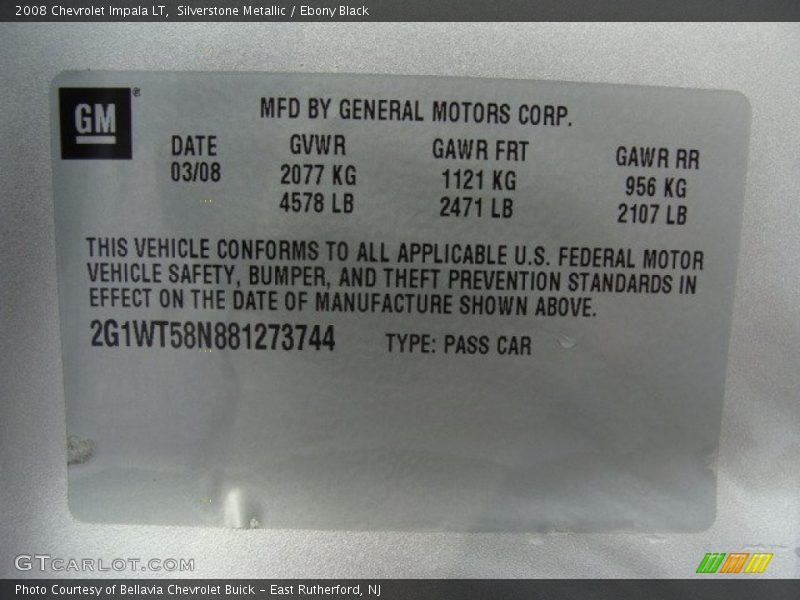 2008 Chevrolet Impala LT, Silverstone Metallic / Ebony Black
GM®
MFD BY GENERAL MOTORS CORP.
DATE GVWR GAWR FRT GAWR RR
03/08 2077 KG 1121 KG 956 KG
4578 LB 2471 LB 2107 LB
THIS VEHICLE CONFORMS TO ALL APPLICABLE U.S. FEDERAL MOTOR
VEHICLE SAFETY, BUMPER, AND THEFT PREVENTION STANDARDS IN
EFFECT ON THE DATE OF MANUFACTURE SHOWN ABOVE.
2G1WT58N881273744 TYPE: PASS CAR
GTCARLOT.COM
Photo Courtesy of Bellavia Chevrolet Buick - East Rutherford, NJ